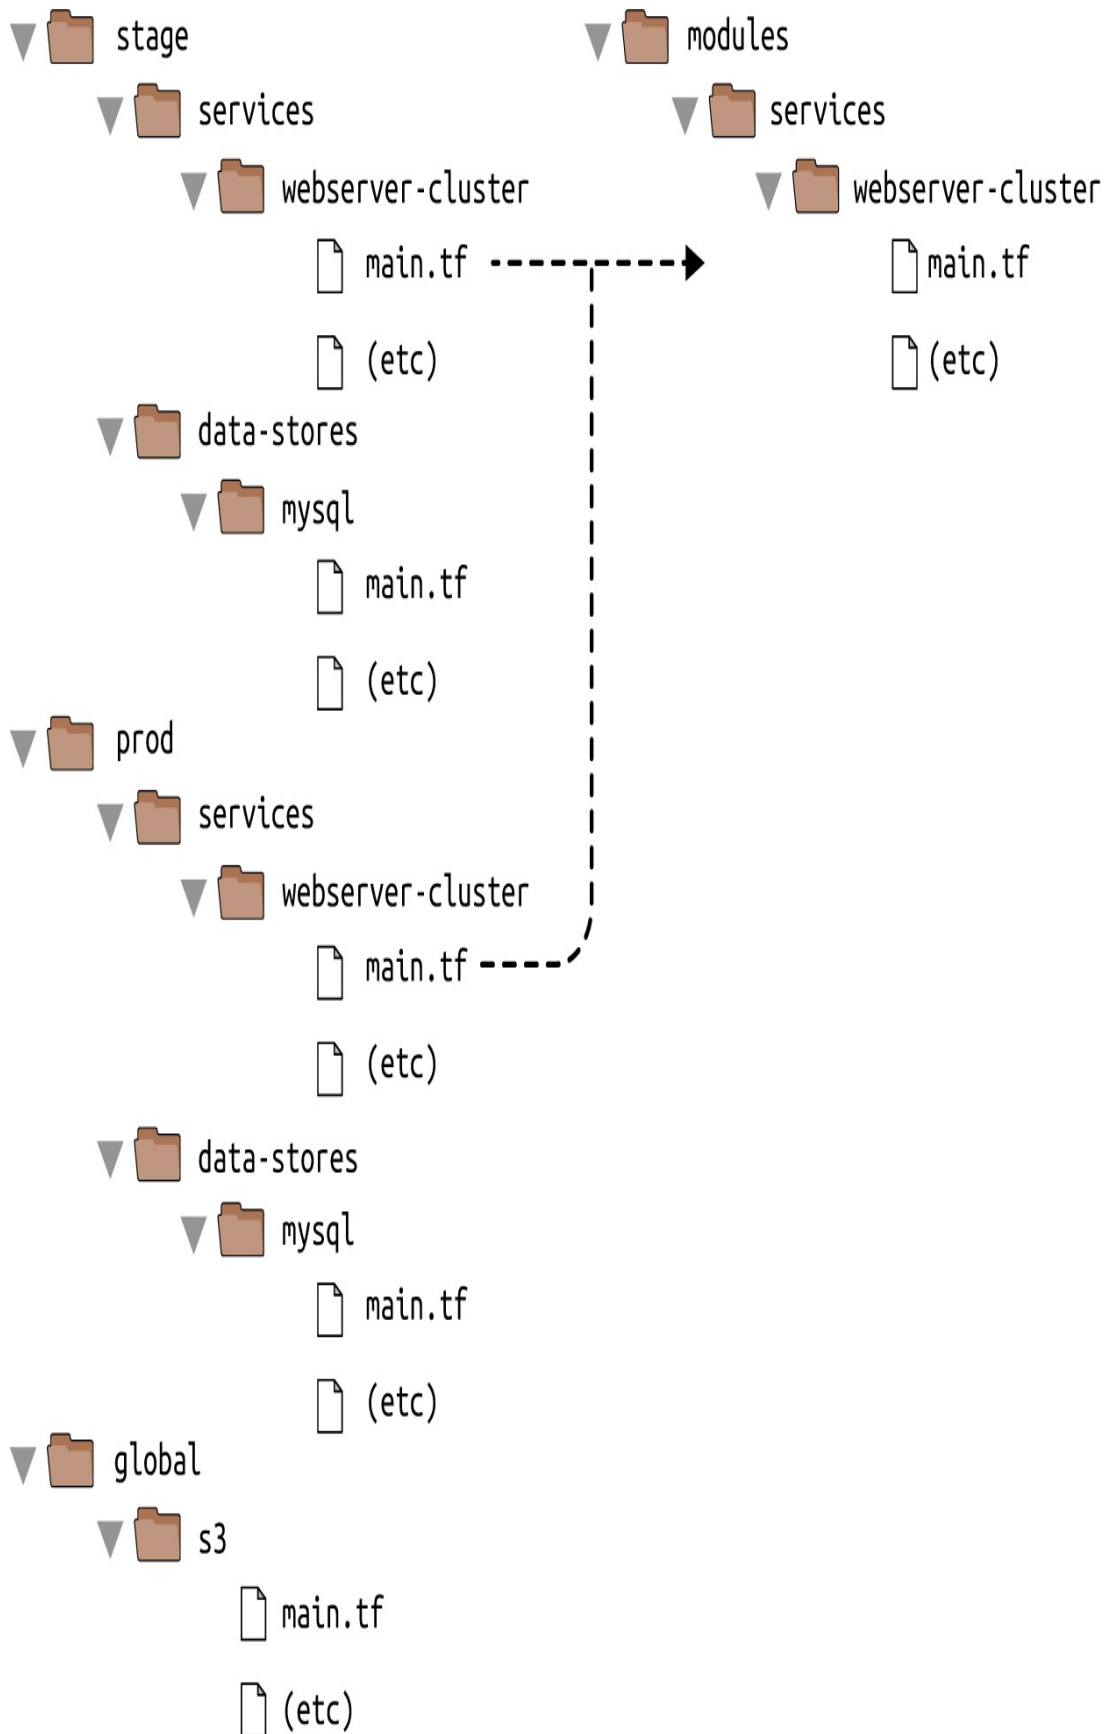 stage
services
webserver-cluster
main.tf
(etc)
data-stores
mysql
main.tf
(etc)
prod
services
webserver-cluster
main.tf
(etc)
data-stores
mysql
main.tf
(etc)
global
s3
main.tf
(etc)
modules
services
webserver-cluster
main.tf
(etc)